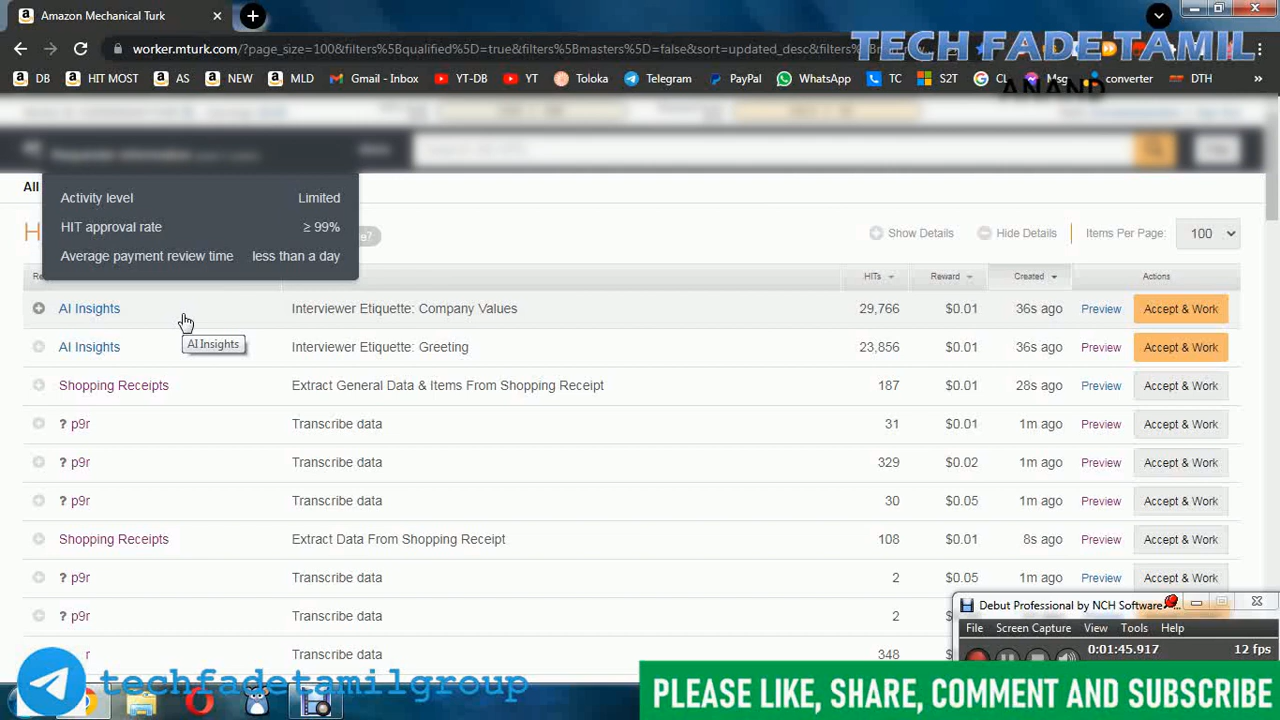 Amazon Mechanical Turk
worker.mturk.com/?page_size=100&filters%5Bqualified%5D=true&filters%5Bmasters%5D=false&sort=updated_desc&filters%5
TECH FADE TAMIL
DB HIT MOST AS NEW MLD Gmail - Inbox YT-DB YT Toloka Telegram PayPal WhatsApp TC S2T Msg converter DTH »
ANAND
All
Activity level Limited
HIT approval rate ≥ 99%
Average payment review time less than a day
Show Details Hide Details Items Per Page: 100
HITs Reward Created Actions
AI Insights Interviewer Etiquette: Company Values 29,766 $0.01 36s ago Preview Accept & Work
AI Insights
AI Insights Interviewer Etiquette: Greeting 23,856 $0.01 36s ago Preview Accept & Work
Shopping Receipts Extract General Data & Items From Shopping Receipt 187 $0.01 28s ago Preview Accept & Work
? p9r Transcribe data 31 $0.01 1m ago Preview Accept & Work
? p9r Transcribe data 329 $0.02 1m ago Preview Accept & Work
? p9r Transcribe data 30 $0.05 1m ago Preview Accept & Work
Shopping Receipts Extract Data From Shopping Receipt 108 $0.01 8s ago Preview Accept & Work
? p9r Transcribe data 2 $0.05 1m ago Preview Accept & Work
? p9r Transcribe data 2
r Transcribe data 348
Debut Professional by NCH Software - ...
File Screen Capture View Tools Help
0:01:45.917 12 fps
techfadetamilgroup
PLEASE LIKE, SHARE, COMMENT AND SUBSCRIBE